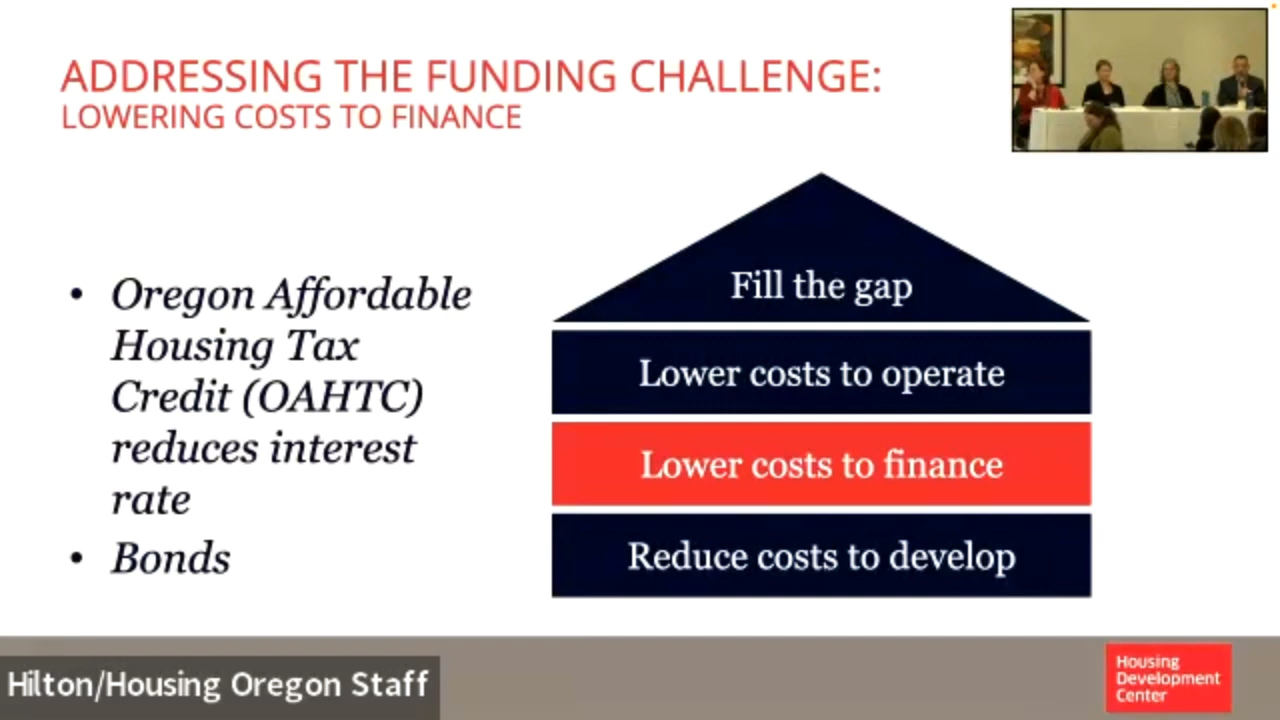 ADDRESSING THE FUNDING CHALLENGE:
LOWERING COSTS TO FINANCE
• Oregon Affordable
Housing Tax
Credit (OAHTC)
reduces interest
rate
• Bonds
Fill the gap
Lower costs to operate
Lower costs to finance
Reduce costs to develop
Hilton/Housing Oregon Staff
Housing
Development
Center